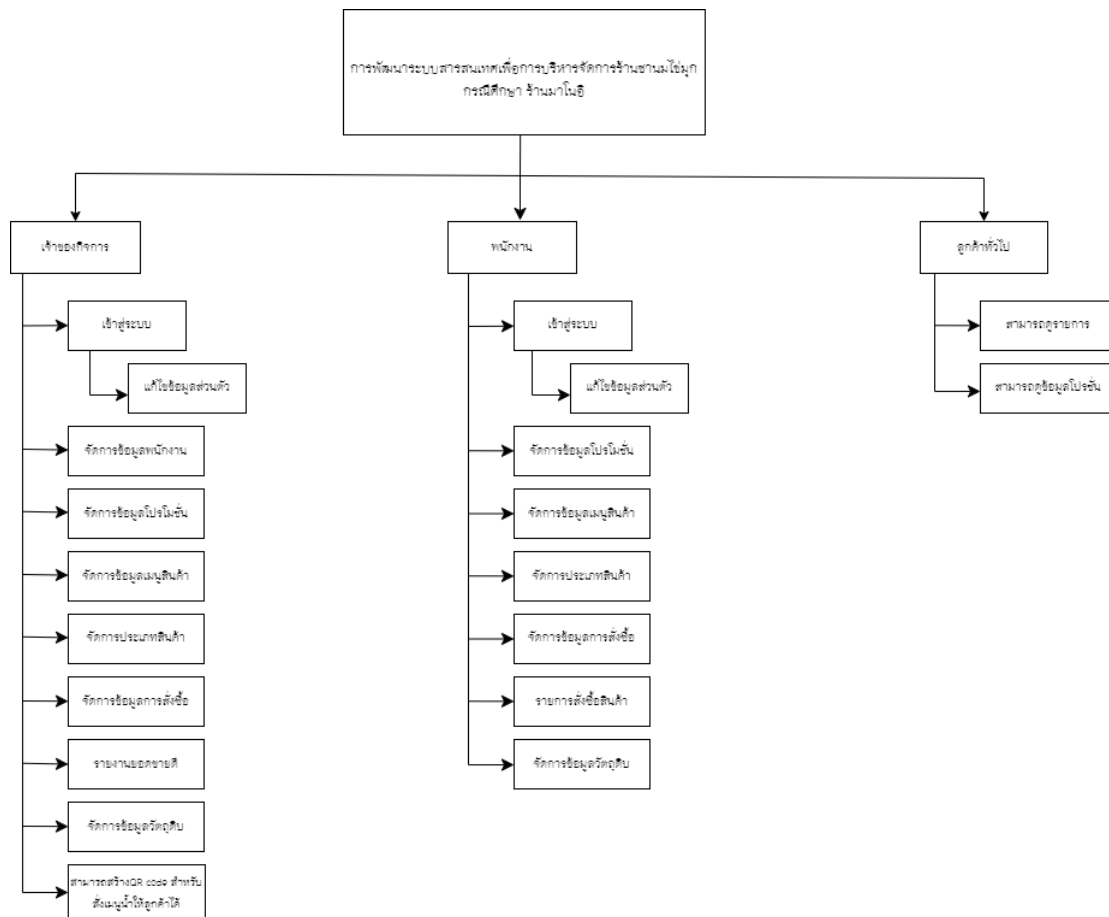 การพัฒนาระบบสารสนเทศเพื่อการบริหารจัดการร้านชานมไข่มุก
กรณีศึกษา ร้านมาโนอิ
เจ้าของกิจการ
เข้าสู่ระบบ
แก้ไขข้อมูลส่วนตัว
จัดการข้อมูลพนักงาน
จัดการข้อมูลโปรโมชั่น
จัดการข้อมูลเมนูสินค้า
จัดการประเภทสินค้า
จัดการข้อมูลการสั่งซื้อ
รายงานยอดขายดี
จัดการข้อมูลวัตถุดิบ
สามารถสร้างQR code สำหรับ
สั่งเมนูน้ำให้ลูกค้าได้
พนักงาน
เข้าสู่ระบบ
แก้ไขข้อมูลส่วนตัว
จัดการข้อมูลโปรโมชั่น
จัดการข้อมูลเมนูสินค้า
จัดการประเภทสินค้า
จัดการข้อมูลการสั่งซื้อ
รายการสั่งซื้อสินค้า
จัดการข้อมูลวัตถุดิบ
ลูกค้าทั่วไป
สามารถดูรายการ
สามารถดูข้อมูลโปรชั่น